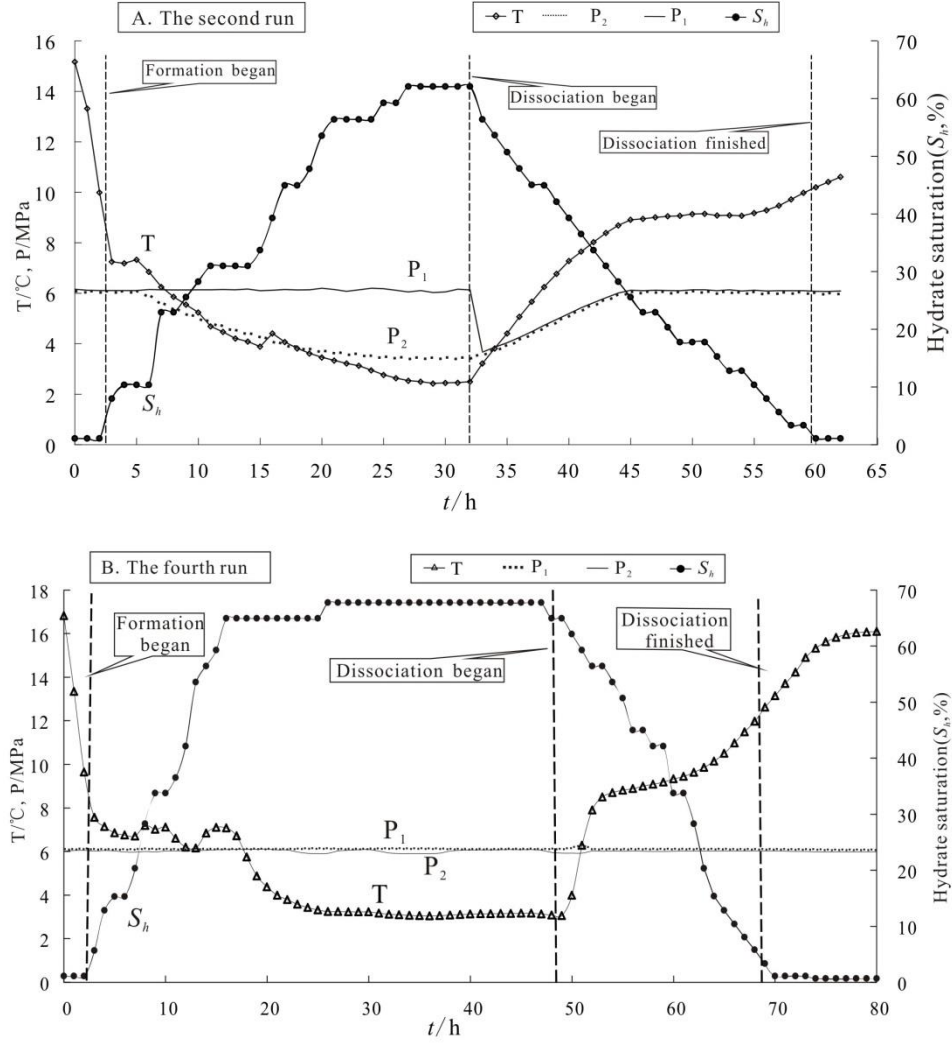 A. The second run
T P₂ P₁ Sₕ
Formation began
Dissociation began
Dissociation finished
T
P₁
P₂
Sₕ
T/℃, P/MPa
16
14
12
10
8
6
4
2
0
Hydrate saturation(Sₕ,%)
70
60
50
40
30
20
10
0
0 5 10 15 20 25 30 35 40 45 50 55 60 65
t/h
B. The fourth run
T P₁ P₂ Sₕ
Formation
began
Dissociation began
Dissociation
finished
P₁
P₂
T
Sₕ
T/℃, P/MPa
18
16
14
12
10
8
6
4
2
0
Hydrate saturation(Sₕ,%)
70
60
50
40
30
20
10
0
0 10 20 30 40 50 60 70 80
t/h